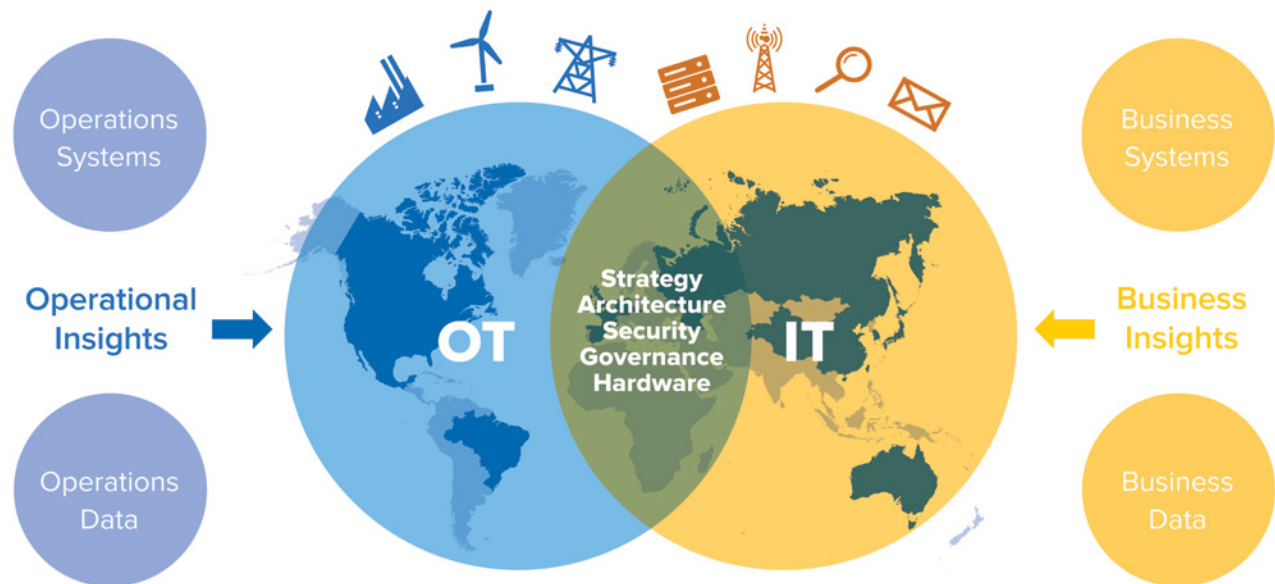 Operations
Systems
Operational
Insights
Operations
Data
OT
Strategy
Architecture
Security
Governance
Hardware
IT
Business
Systems
Business
Insights
Business
Data